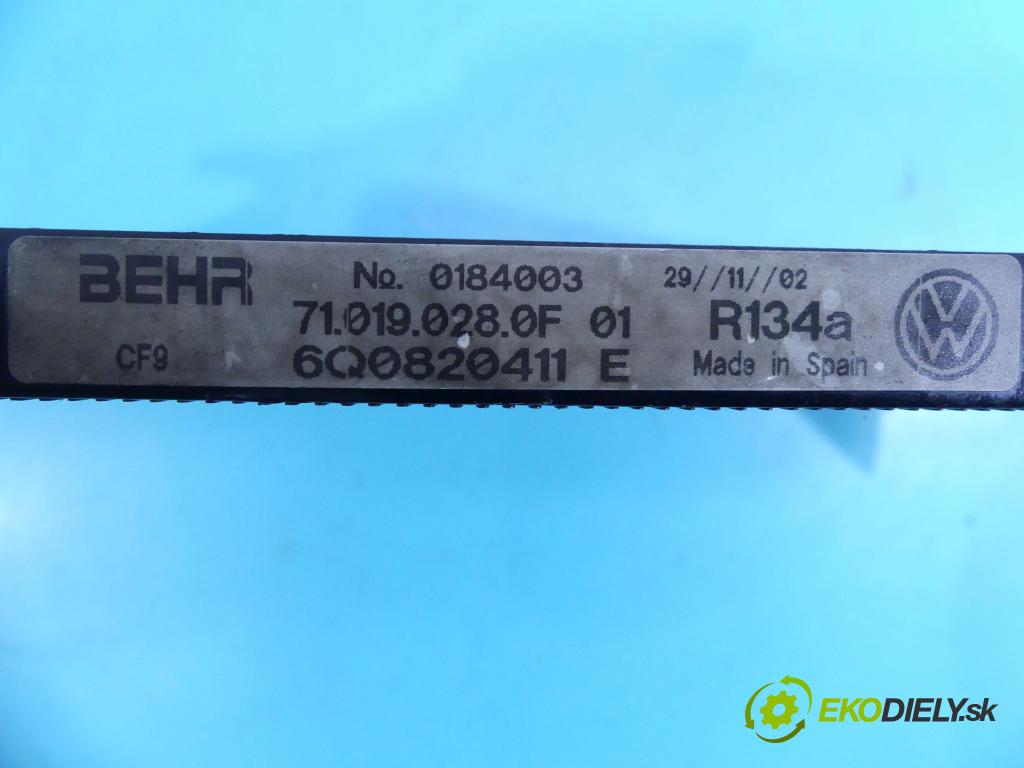 BEHR No. 0184003 29//11//02
71.019.028.0F 01 R134a
CF9 6Q0820411 E Made in Spain
EKODIELY.sk